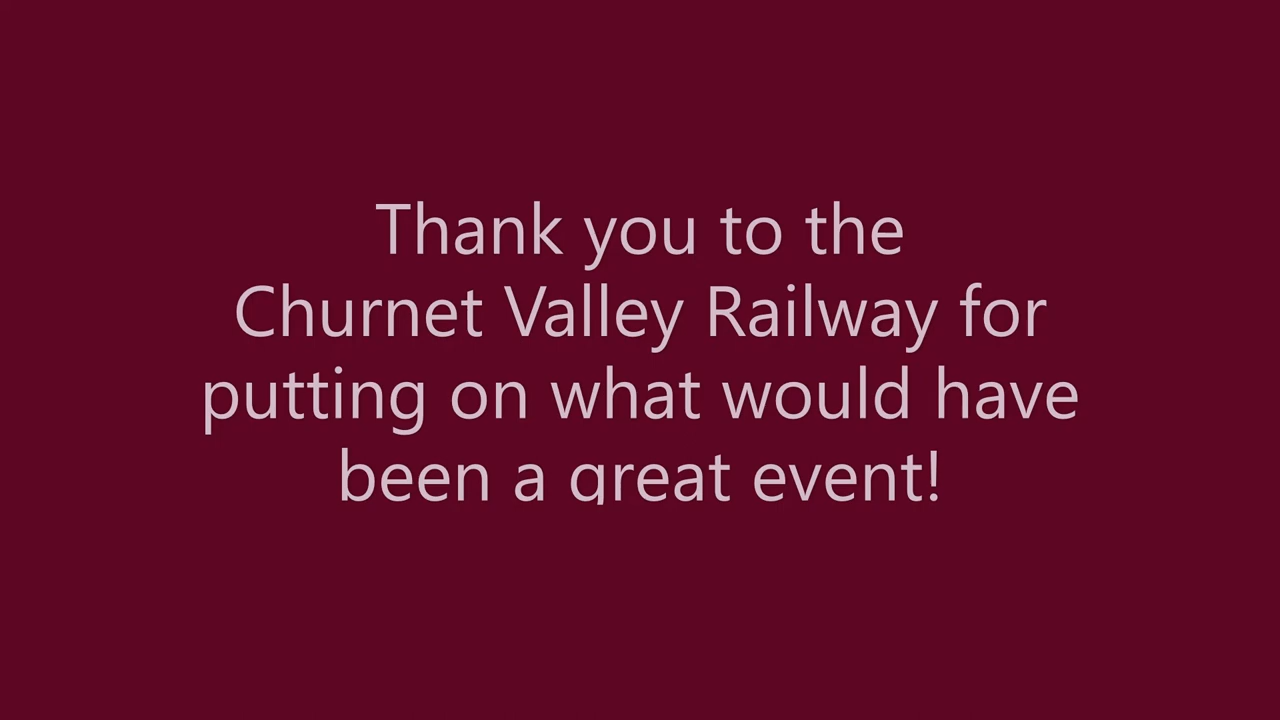 Thank you to the
Churnet Valley Railway for
putting on what would have
been a great event!